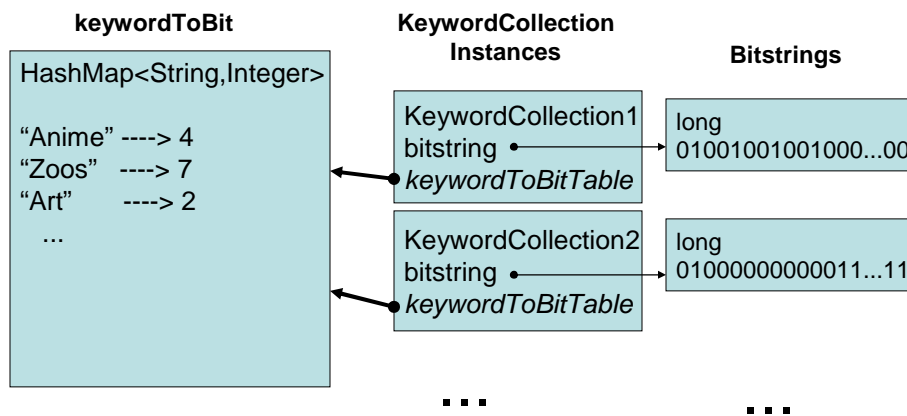 keywordToBit
HashMap<String,Integer>
“Anime” ----> 4
“Zoos” ----> 7
“Art” ----> 2
...
KeywordCollection
Instances
KeywordCollection1
bitstring
keywordToBitTable
KeywordCollection2
bitstring
keywordToBitTable
...
Bitstrings
long
01001001001000...00
long
01000000000011...11
...